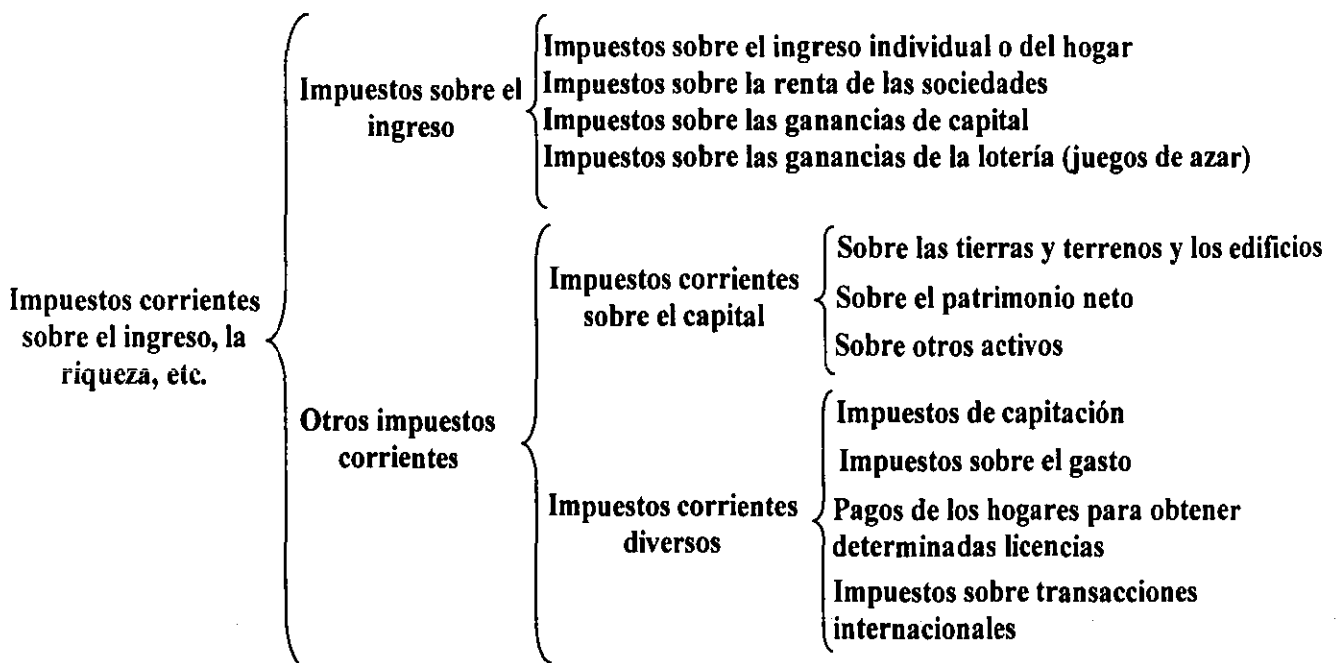 Impuestos corrientes
sobre el ingreso, la
riqueza, etc.
Impuestos sobre el
ingreso
Impuestos sobre el ingreso individual o del hogar
Impuestos sobre la renta de las sociedades
Impuestos sobre las ganancias de capital
Impuestos sobre las ganancias de la lotería (juegos de azar)
Otros impuestos
corrientes
Impuestos corrientes
sobre el capital
Sobre las tierras y terrenos y los edificios
Sobre el patrimonio neto
Sobre otros activos
Impuestos corrientes
diversos
Impuestos de capitación
Impuestos sobre el gasto
Pagos de los hogares para obtener
determinadas licencias
Impuestos sobre transacciones
internacionales